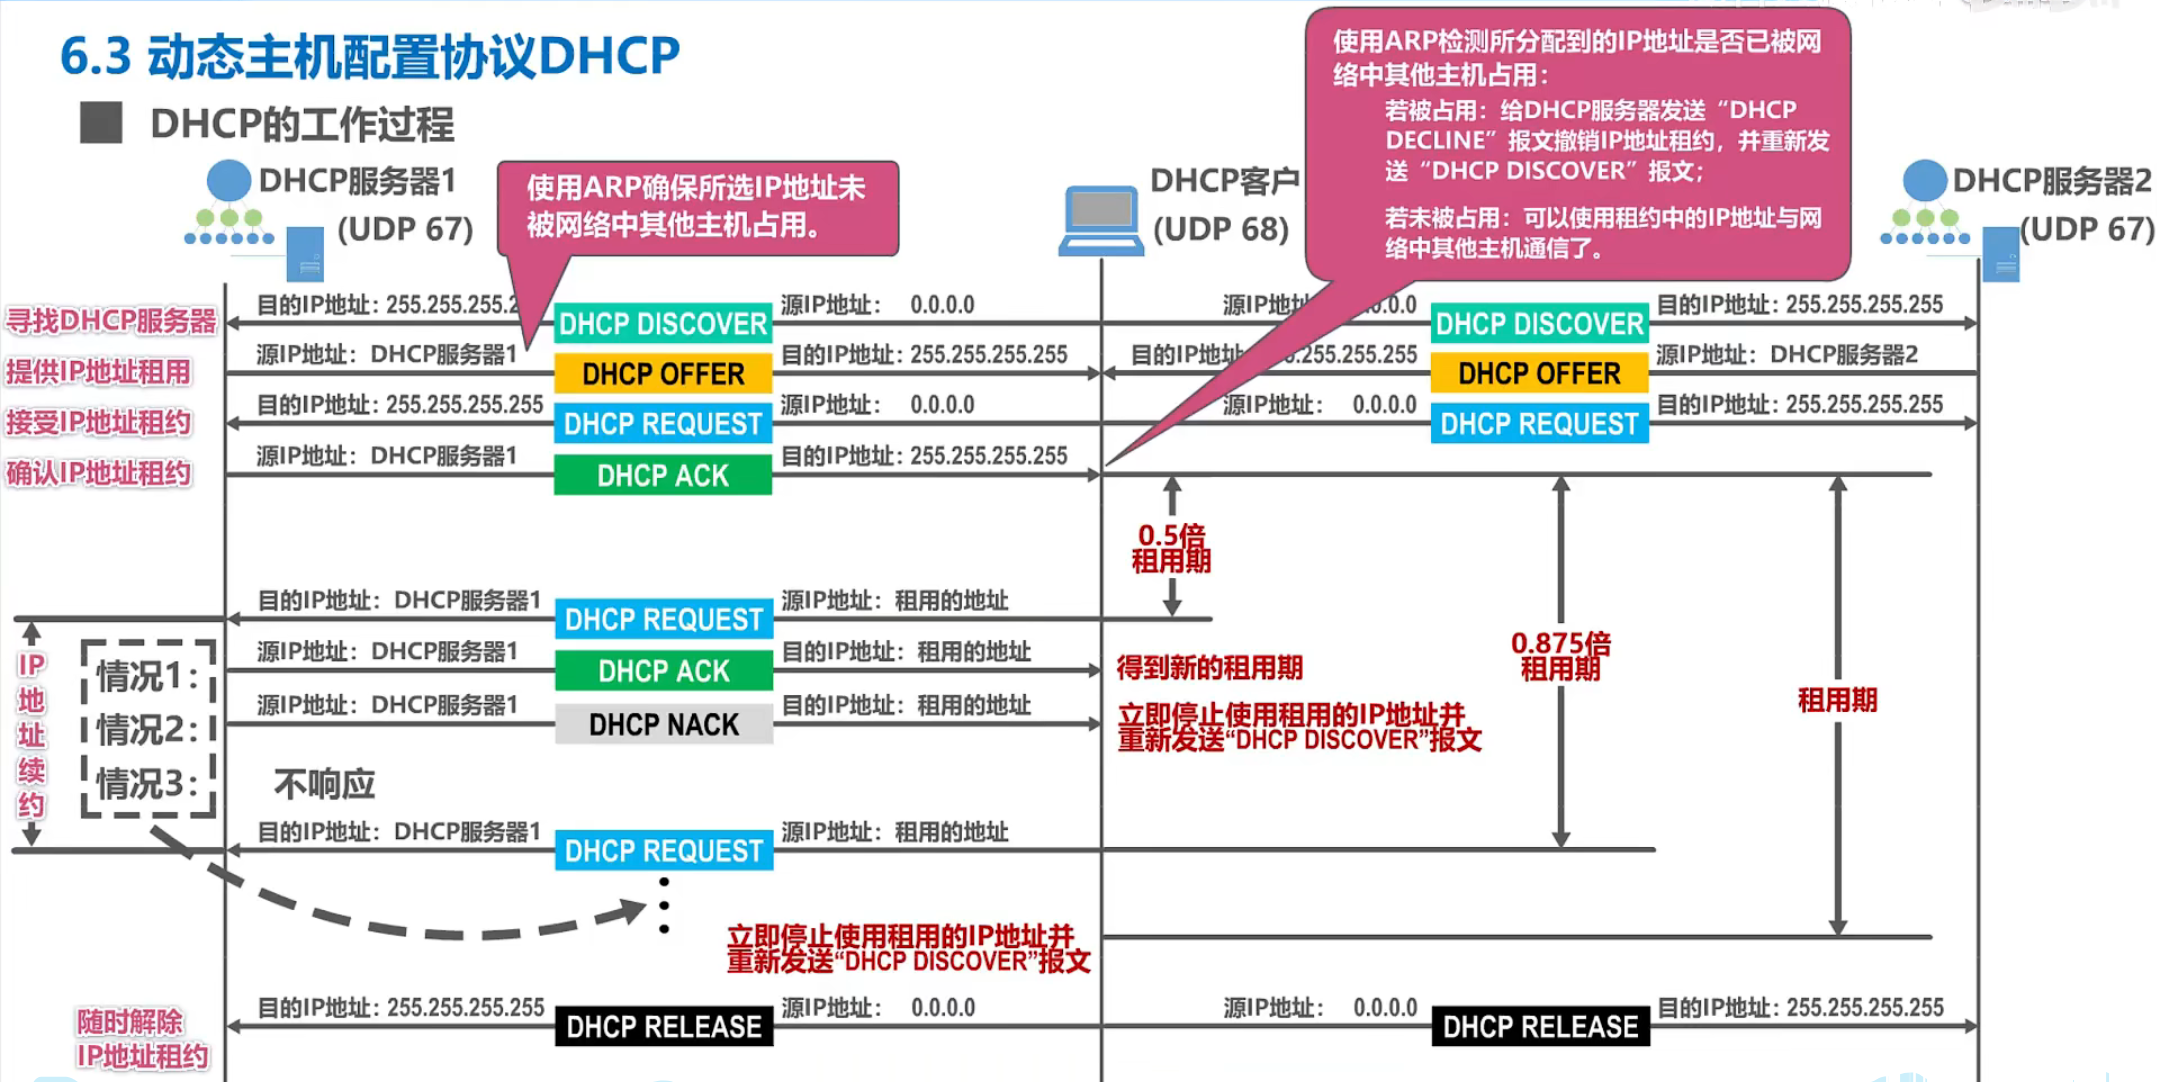 6.3 动态主机配置协议DHCP
DHCP的工作过程
DHCP服务器1
(UDP 67)
使用ARP确保所选IP地址未
被网络中其他主机占用。
DHCP客户
(UDP 68)
使用ARP检测所分配到的IP地址是否已被网
络中其他主机占用：
若被占用：给DHCP服务器发送“DHCP
DECLINE”报文撤销IP地址租约，并重新发
送“DHCP DISCOVER”报文；
若未被占用：可以使用租约中的IP地址与网
络中其他主机通信了。
DHCP服务器2
(UDP 67)
寻找DHCP服务器
目的IP地址：255.255.255.2
DHCP DISCOVER
源IP地址： 0.0.0.0
源IP地 .0.0.0
DHCP DISCOVER
目的IP地址：255.255.255.255
提供IP地址租用
源IP地址：DHCP服务器1
DHCP OFFER
目的IP地址：255.255.255.255
目的IP地址 .255.255.255
DHCP OFFER
源IP地址：DHCP服务器2
接受IP地址租约
目的IP地址：255.255.255.255
DHCP REQUEST
源IP地址： 0.0.0.0
源IP地址： 0.0.0.0
DHCP REQUEST
目的IP地址：255.255.255.255
确认IP地址租约
源IP地址：DHCP服务器1
DHCP ACK
目的IP地址：255.255.255.255
0.5倍
租用期
0.875倍
租用期
租用期
IP地址续约
目的IP地址：DHCP服务器1
DHCP REQUEST
源IP地址：租用的地址
情况1：
源IP地址：DHCP服务器1
DHCP ACK
目的IP地址：租用的地址
得到新的租用期
情况2：
源IP地址：DHCP服务器1
DHCP NACK
目的IP地址：租用的地址
立即停止使用租用的IP地址并
重新发送“DHCP DISCOVER”报文
情况3：
不响应
目的IP地址：DHCP服务器1
DHCP REQUEST
源IP地址：租用的地址
立即停止使用租用的IP地址并
重新发送“DHCP DISCOVER”报文
随时解除
IP地址租约
目的IP地址：255.255.255.255
DHCP RELEASE
源IP地址： 0.0.0.0
源IP地址： 0.0.0.0
DHCP RELEASE
目的IP地址：255.255.255.255